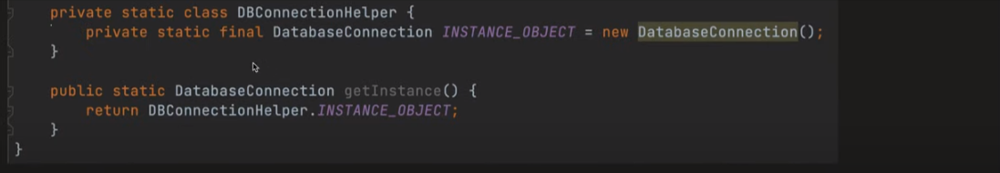 private static class DBConnectionHelper {
private static final DatabaseConnection INSTANCE_OBJECT = new DatabaseConnection();
}
public static DatabaseConnection getInstance() {
return DBConnectionHelper.INSTANCE_OBJECT;
}
}